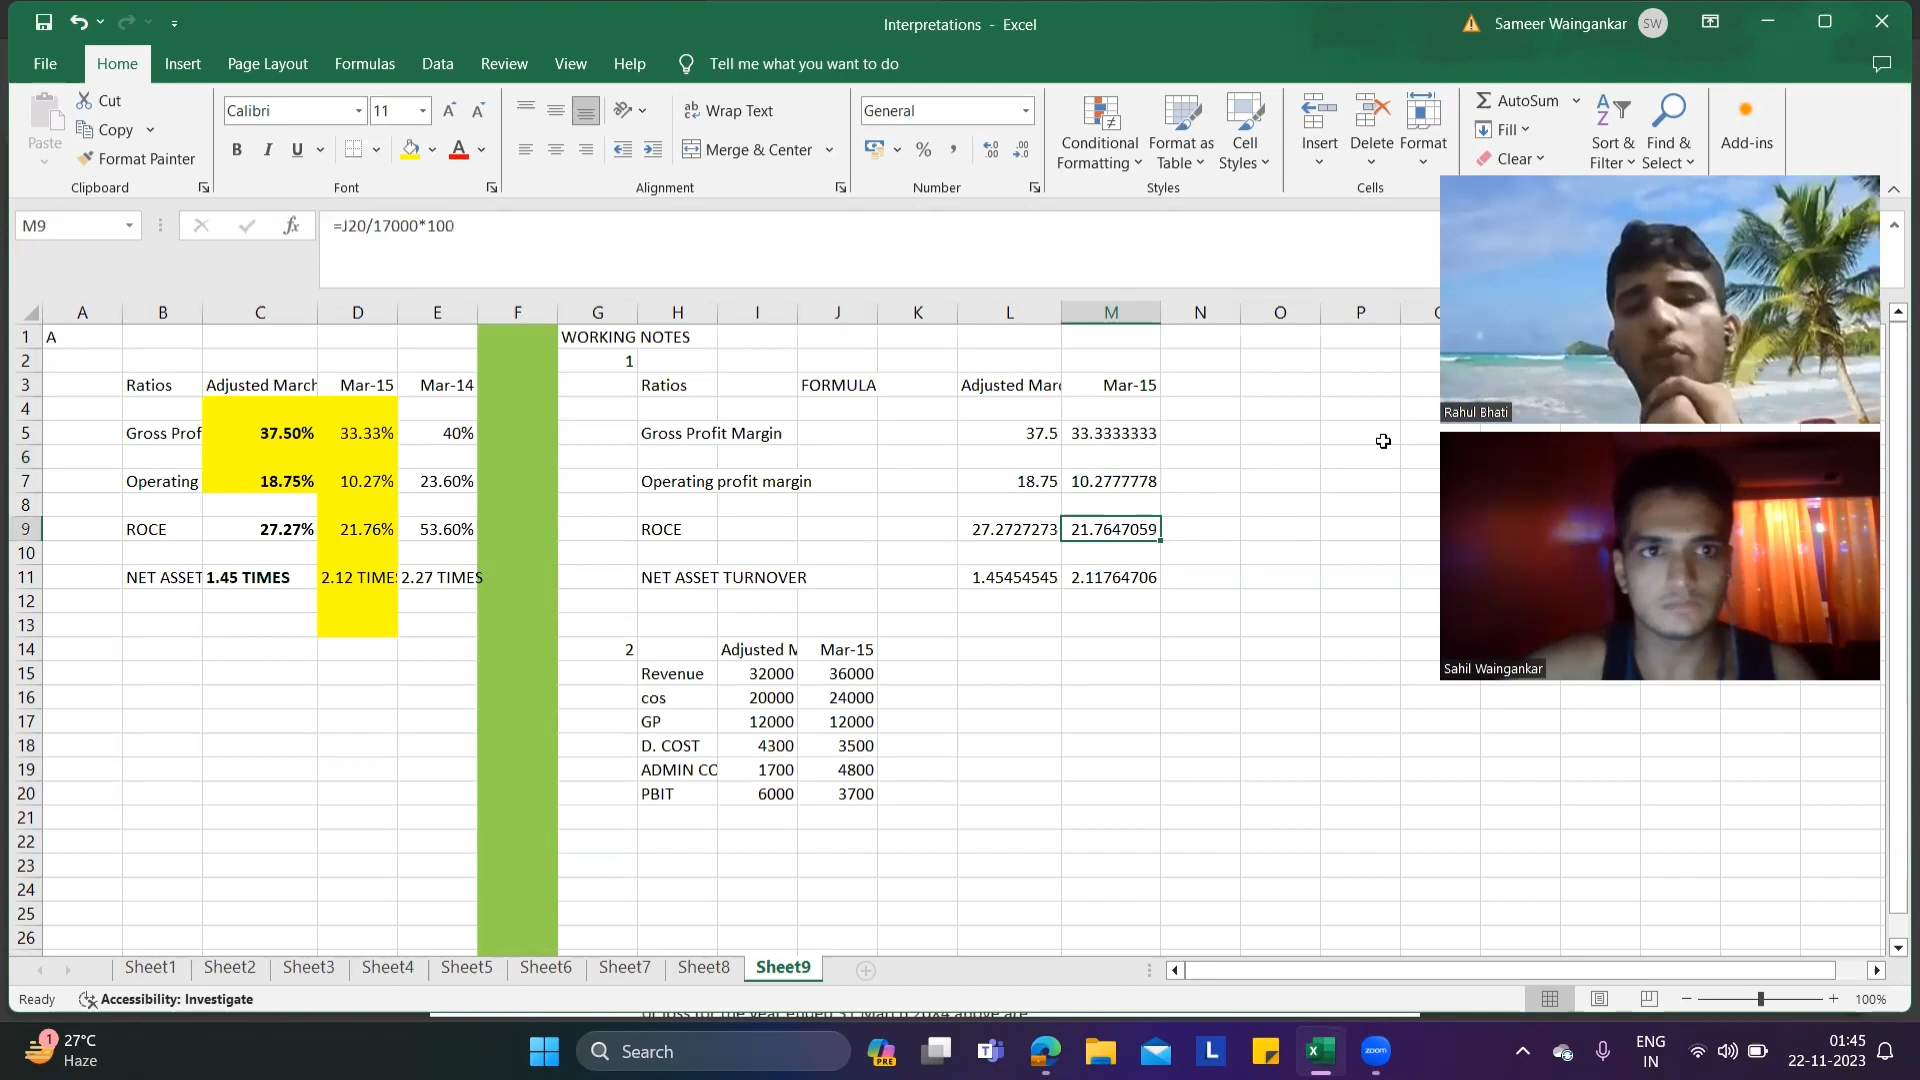 Interpretations - Excel
Sameer Waingankar SW
File Home Insert Page Layout Formulas Data Review View Help Tell me what you want to do
Cut
Copy
Format Painter
Paste
Clipboard
Calibri 11
B I U
Font
Wrap Text
Merge & Center
Alignment
General
Number
Conditional Formatting
Format as Table
Cell Styles
Styles
Insert Delete Format
Cells
AutoSum
Fill
Clear
Sort & Filter
Find & Select
Add-ins
M9 fx =J20/17000*100
A B C D E F G H I J K L M N O P
1 A WORKING NOTES
2 1
3 Ratios Adjusted March Mar-15 Mar-14 Ratios FORMULA Adjusted Marc Mar-15
4
5 Gross Prof 37.50% 33.33% 40% Gross Profit Margin 37.5 33.3333333
6
7 Operating 18.75% 10.27% 23.60% Operating profit margin 18.75 10.2777778
8
9 ROCE 27.27% 21.76% 53.60% ROCE 27.2727273 21.7647059
10
11 NET ASSET 1.45 TIMES 2.12 TIME 2.27 TIMES NET ASSET TURNOVER 1.45454545 2.11764706
12
13
14 2 Adjusted M Mar-15
15 Revenue 32000 36000
16 cos 20000 24000
17 GP 12000 12000
18 D. COST 4300 3500
19 ADMIN CO 1700 4800
20 PBIT 6000 3700
21
22
23
24
25
26
Rahul Bhati
Sahil Waingankar
Sheet1 Sheet2 Sheet3 Sheet4 Sheet5 Sheet6 Sheet7 Sheet8 Sheet9
Ready Accessibility: Investigate 100%
1 27°C
Haze
Search
PRE
L
zoom
ENG
IN
01:45
22-11-2023